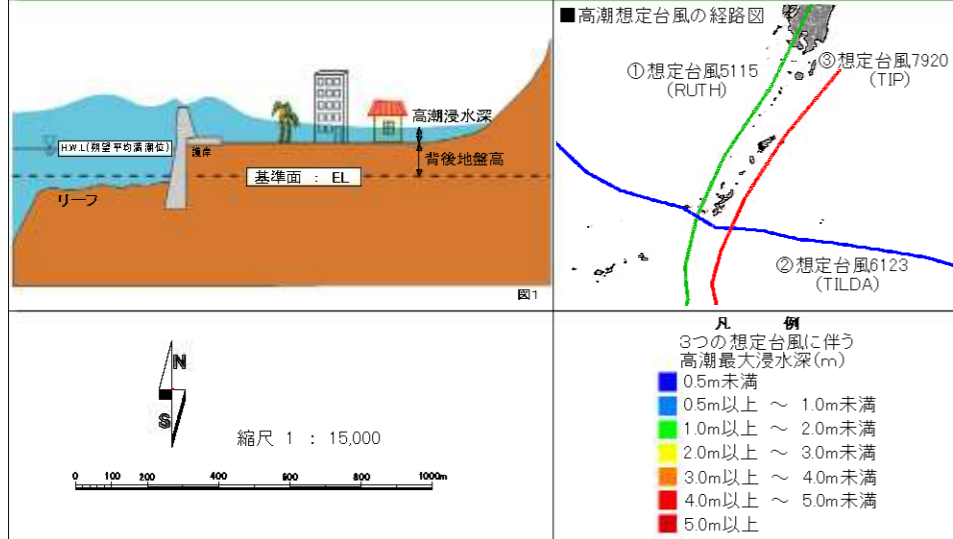 高潮浸水深
H.W.L(期望平均満潮位)
護岸
背後地盤高
基準面 : EL
リーフ
図1
■高潮想定台風の経路図
①想定台風5115
(RUTH)
③想定台風7920
(TIP)
②想定台風6123
(TILDA)
N
S
縮尺 1 : 15,000
0 100 200 400 600 800 1000m
凡 例
3つの想定台風に伴う
高潮最大浸水深(m)
0.5m未満
0.5m以上 ~ 1.0m未満
1.0m以上 ~ 2.0m未満
2.0m以上 ~ 3.0m未満
3.0m以上 ~ 4.0m未満
4.0m以上 ~ 5.0m未満
5.0m以上